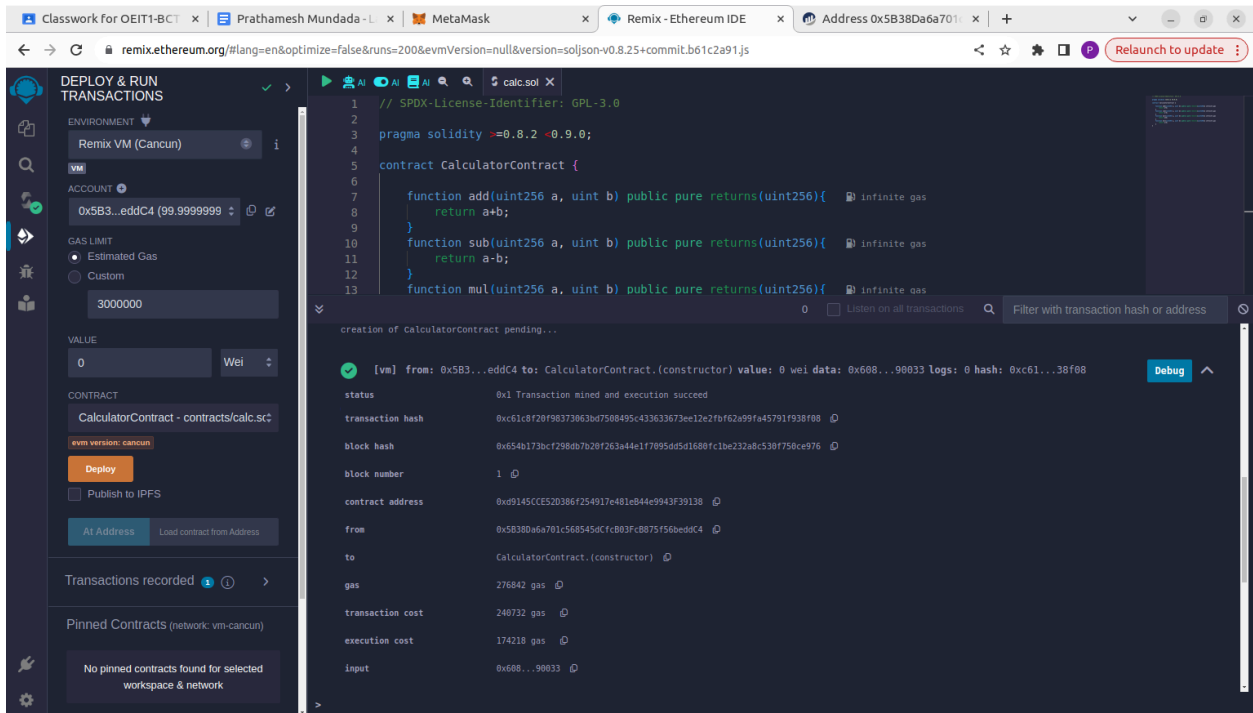 Classwork for OEIT1-BCT
Prathamesh Mundada - L
MetaMask
Remix - Ethereum IDE
Address 0x5B38Da6a701c
remix.ethereum.org/#lang=en&optimize=false&runs=200&evmVersion=null&version=soljson-v0.8.25+commit.b61c2a91.js
P
Relaunch to update
DEPLOY & RUN
TRANSACTIONS
ENVIRONMENT
Remix VM (Cancun)
VM
ACCOUNT
0x5B3...eddC4 (99.9999999
GAS LIMIT
Estimated Gas
Custom
3000000
VALUE
0
Wei
CONTRACT
CalculatorContract - contracts/calc.sc
evm version: cancun
Deploy
Publish to IPFS
At Address
Load contract from Address
Transactions recorded 1 i
Pinned Contracts (network: vm-cancun)
No pinned contracts found for selected
workspace & network
AI AI AI calc.sol
1 // SPDX-License-Identifier: GPL-3.0
2
3 pragma solidity >=0.8.2 <0.9.0;
4
5 contract CalculatorContract {
6
7 function add(uint256 a, uint b) public pure returns(uint256){ infinite gas
8 return a+b;
9 }
10 function sub(uint256 a, uint b) public pure returns(uint256){ infinite gas
11 return a-b;
12 }
13 function mul(uint256 a, uint b) public pure returns(uint256){ infinite gas
0 Listen on all transactions Filter with transaction hash or address
creation of CalculatorContract pending...
[vm] from: 0x5B3...eddC4 to: CalculatorContract.(constructor) value: 0 wei data: 0x608...90033 logs: 0 hash: 0xc61...38f08
Debug
status 0x1 Transaction mined and execution succeed
transaction hash 0xc61c8f20f98373063bd7508495c433633673ee12e2fbf62a99fa45791f938f08
block hash 0x654b173bcf298db7b20f263a44e1f7095dd5d1680fc1be232a8c530f750ce976
block number 1
contract address 0xd9145CCE52D386f254917e481eB44e9943F39138
from 0x5B38Da6a701c568545dCfcB03FcB875f56beddC4
to CalculatorContract.(constructor)
gas 276842 gas
transaction cost 240732 gas
execution cost 174218 gas
input 0x608...90033
>